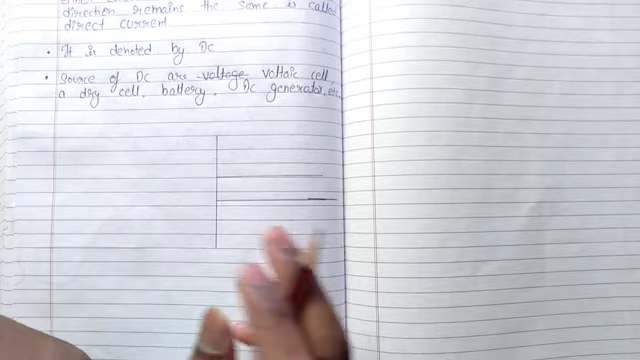 direction remains the same is called
direct current
• It is denoted by Dc
• Source of Dc are voltage voltaic cell,
a dry cell, battery, Dc generator, etc